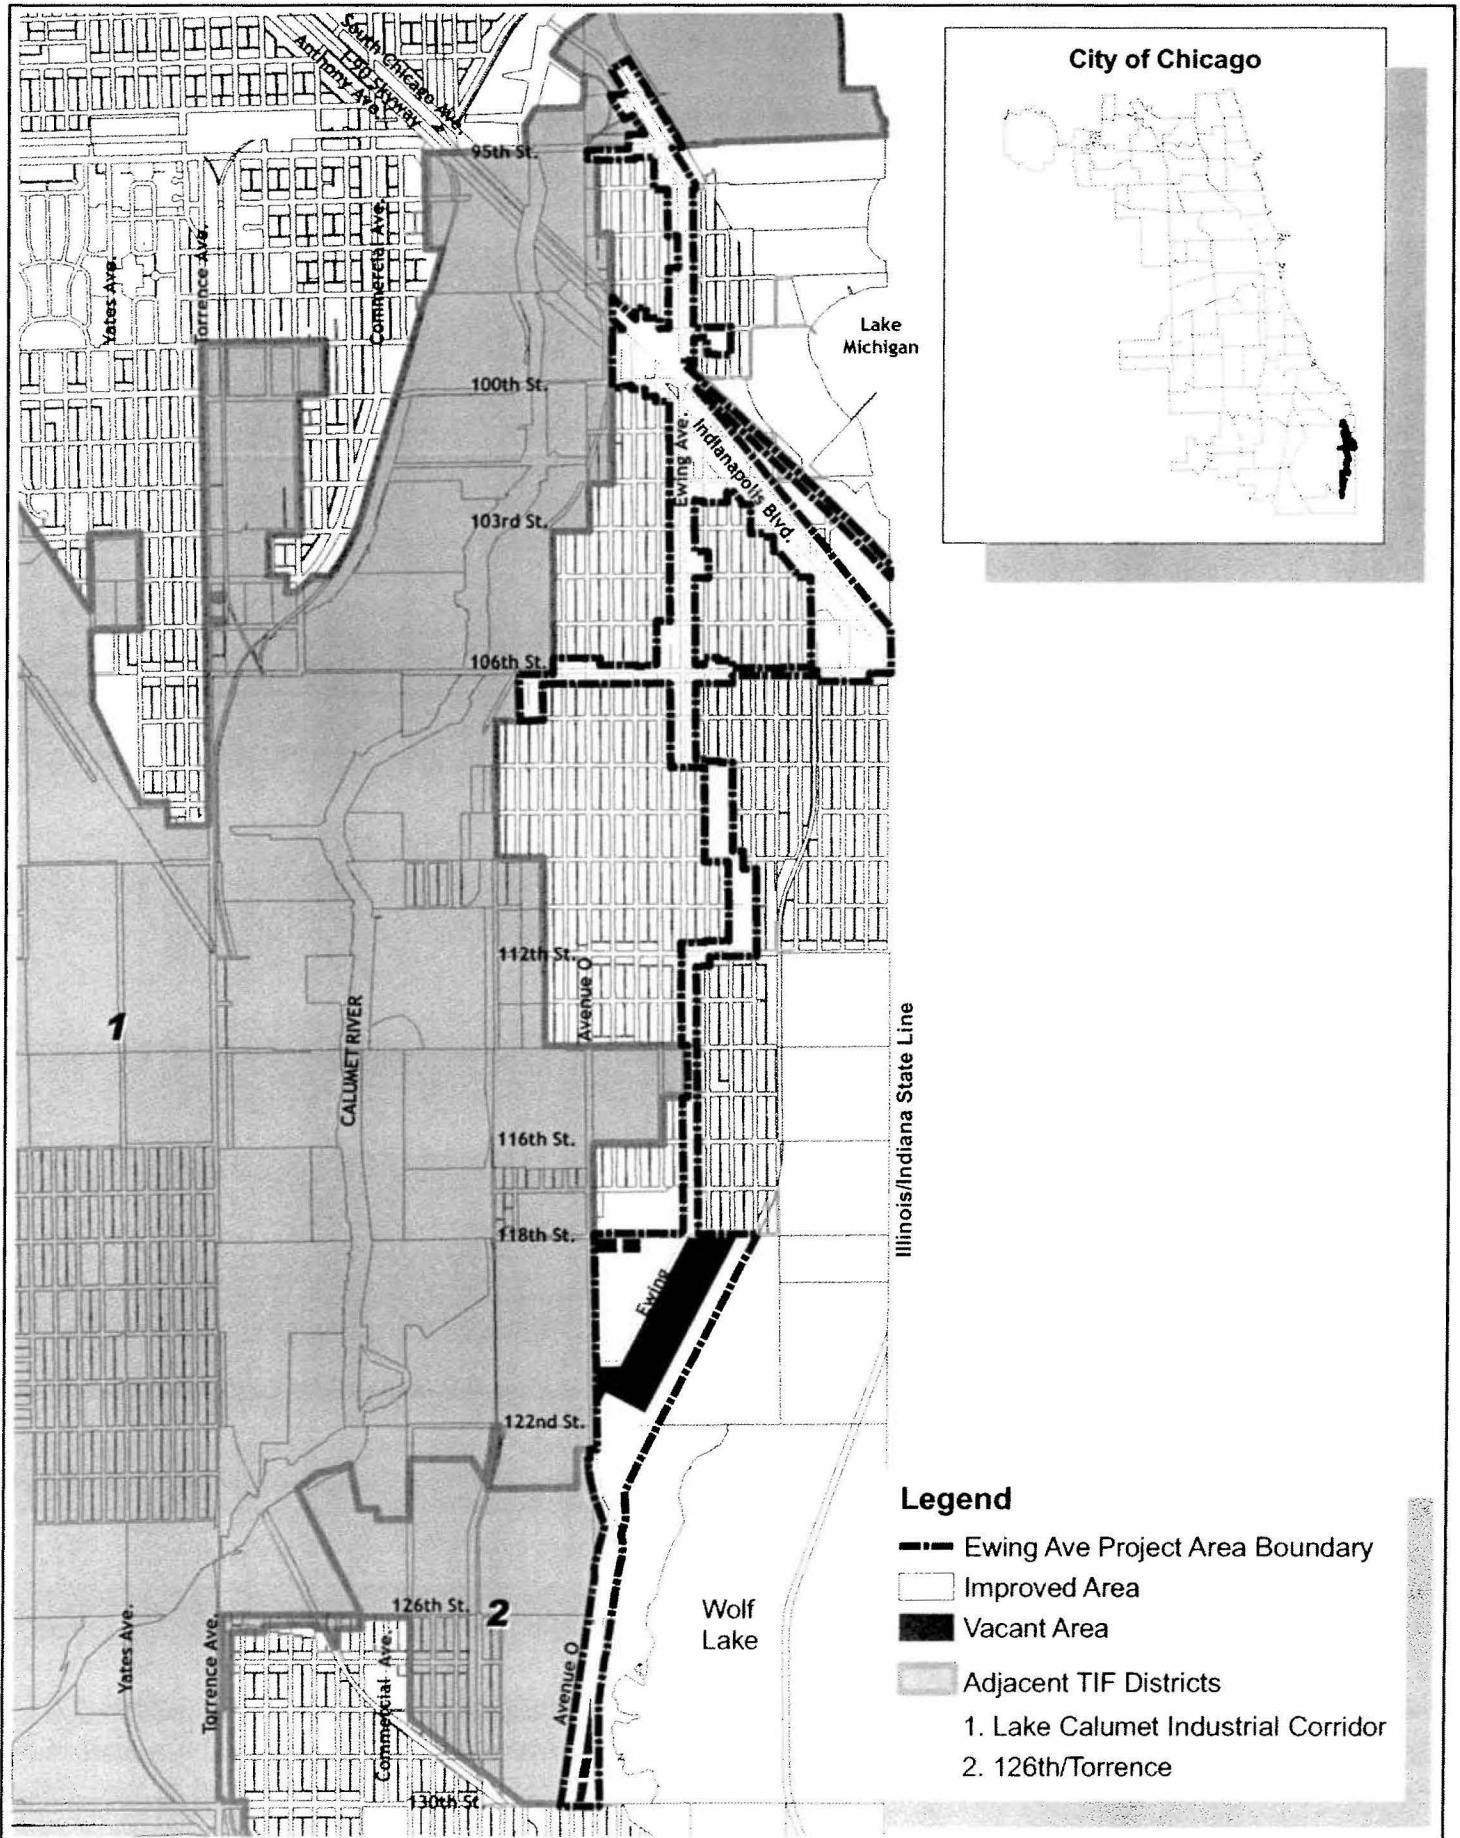 City of Chicago
South Chicago Ave.
I-90 Skyway
Anthony Ave.
95th St.
Yates Ave.
Torrence Ave.
Commercial Ave.
Lake
Michigan
100th St.
Ewing Ave.
Indianapolis Blvd.
103rd St.
106th St.
112th St.
Avenue O
1
CALUMET RIVER
116th St.
Illinois/Indiana State Line
118th St.
Ewing
122nd St.
126th St.
2
Wolf
Lake
Yates Ave.
Torrence Ave.
Commercial Ave.
Avenue O
130th St.
Legend
Ewing Ave Project Area Boundary
Improved Area
Vacant Area
Adjacent TIF Districts
1. Lake Calumet Industrial Corridor
2. 126th/Torrence